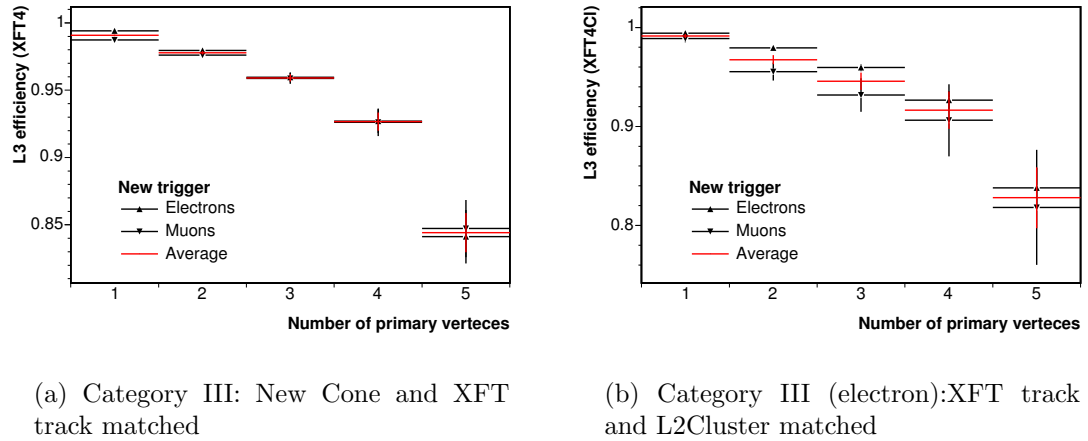 L3 efficiency (XFT4)
1
0.95
0.9
0.85
New trigger
Electrons
Muons
Average
1 2 3 4 5
Number of primary verteces
(a) Category III: New Cone and XFT
track matched
L3 efficiency (XFT4Cl)
1
0.9
0.8
New trigger
Electrons
Muons
Average
1 2 3 4 5
Number of primary verteces
(b) Category III (electron):XFT track
and L2Cluster matched